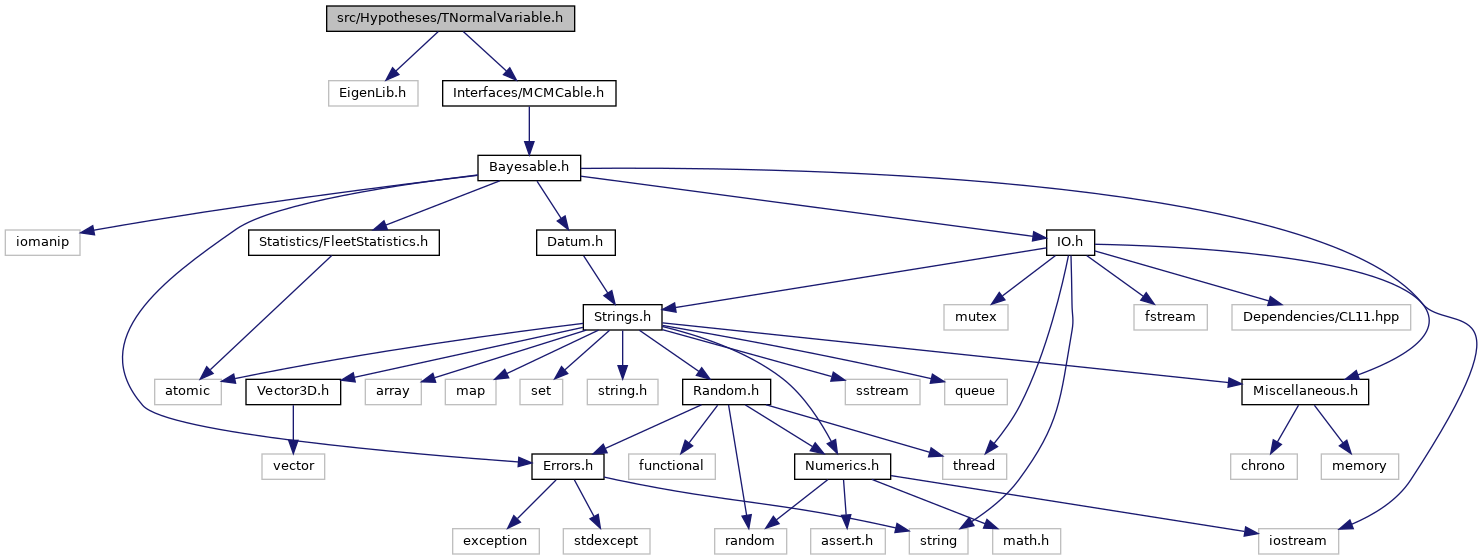 src/Hypotheses/TNormalVariable.h
EigenLib.h
Interfaces/MCMCable.h
Bayesable.h
iomanip
Statistics/FleetStatistics.h
Datum.h
IO.h
Strings.h
mutex
fstream
Dependencies/CL11.hpp
atomic
Vector3D.h
array
map
set
string.h
Random.h
sstream
queue
Miscellaneous.h
vector
Errors.h
functional
Numerics.h
thread
chrono
memory
exception
stdexcept
random
assert.h
string
math.h
iostream